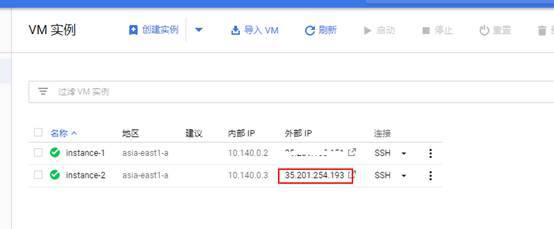 VM 实例
创建实例
导入 VM
刷新
启动
停止
重置
过滤 VM 实例
名称 地区 建议 内部 IP 外部 IP 连接
instance-1 asia-east1-a 10.140.0.2 SSH
instance-2 asia-east1-a 10.140.0.3 35.201.254.193 SSH